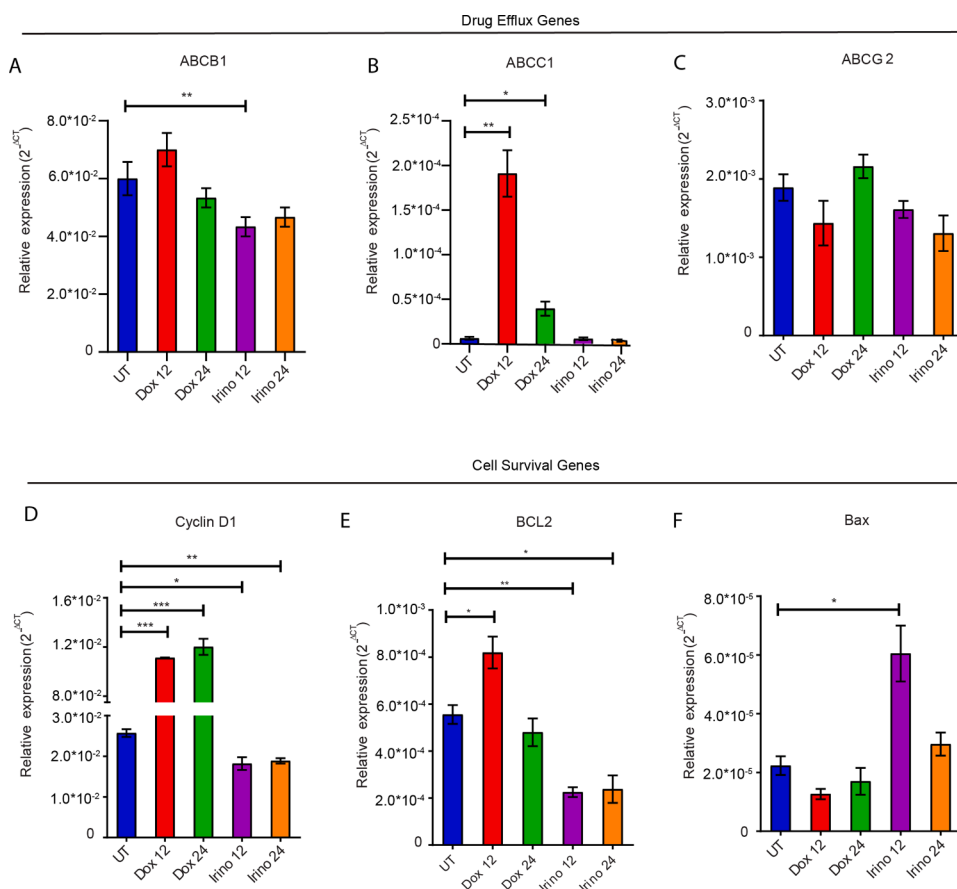 Drug Efflux Genes
A
ABCB1
**
Relative expression (2^-ΔCT)
8.0*10^-2
6.0*10^-2
4.0*10^-2
2.0*10^-2
0
UT
Dox 12
Dox 24
Irino 12
Irino 24
B
ABCC1
*
**
Relative expression (2^-ΔCT)
2.5*10^-4
2.0*10^-4
1.5*10^-4
1.0*10^-4
0.5*10^-4
0
UT
Dox 12
Dox 24
Irino 12
Irino 24
C
ABCG 2
Relative expression (2^-ΔCT)
3.0*10^-3
2.0*10^-3
1.0*10^-3
0
UT
Dox 12
Dox 24
Irino 12
Irino 24
Cell Survival Genes
D
Cyclin D1
**
*
***
***
Relative expression (2^-ΔCT)
1.6*10^-2
1.2*10^-2
8.0*10^-2
3.0*10^-2
2.0*10^-2
1.0*10^-2
0
UT
Dox 12
Dox 24
Irino 12
Irino 24
E
BCL2
*
**
*
Relative expression (2^-ΔCT)
1.0*10^-3
8.0*10^-4
6.0*10^-4
4.0*10^-4
2.0*10^-4
0
UT
Dox 12
Dox 24
Irino 12
Irino 24
F
Bax
*
Relative expression (2^-ΔCT)
8.0*10^-5
6.0*10^-5
4.0*10^-5
2.0*10^-5
0
UT
Dox 12
Dox 24
Irino 12
Irino 24